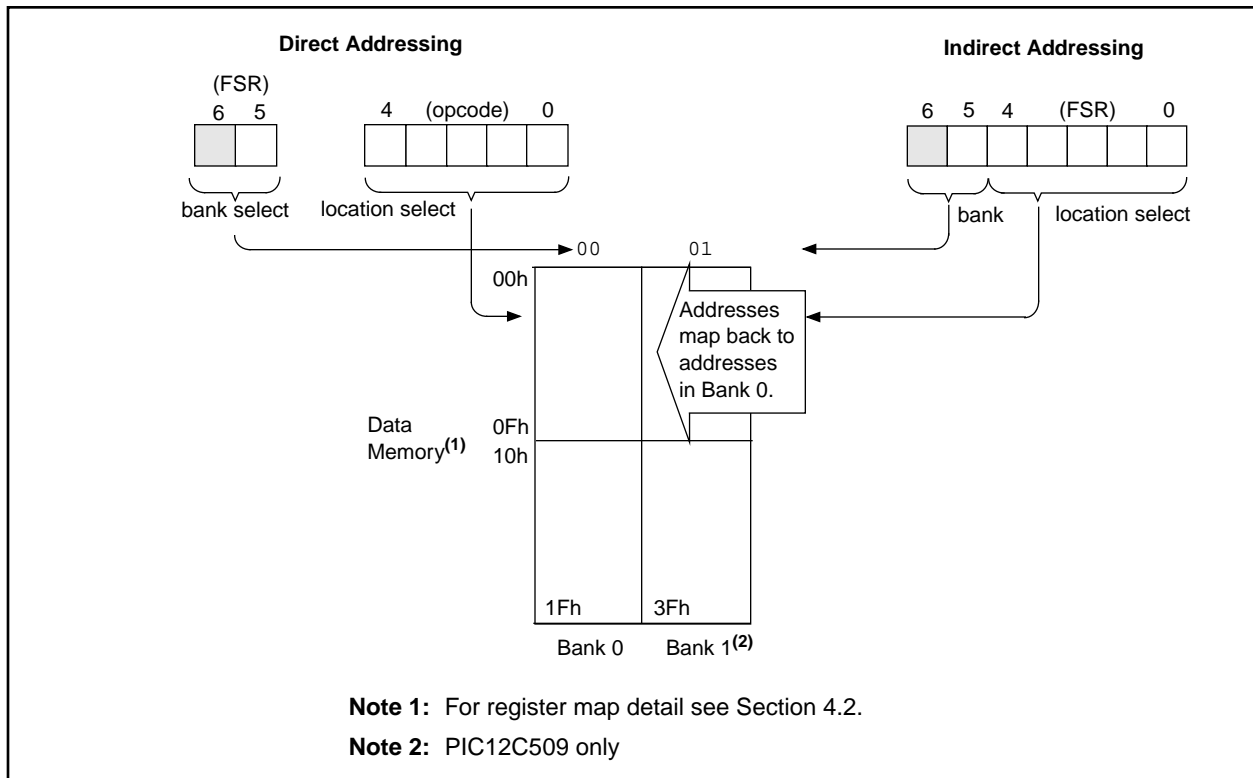 Direct Addressing
Indirect Addressing
(FSR)
6 5
4 (opcode) 0
6 5 4 (FSR) 0
bank select
location select
bank
location select
00
01
00h
Addresses
map back to
addresses
in Bank 0.
Data
Memory(1)
0Fh
10h
1Fh
3Fh
Bank 0
Bank 1(2)
Note 1: For register map detail see Section 4.2.
Note 2: PIC12C509 only